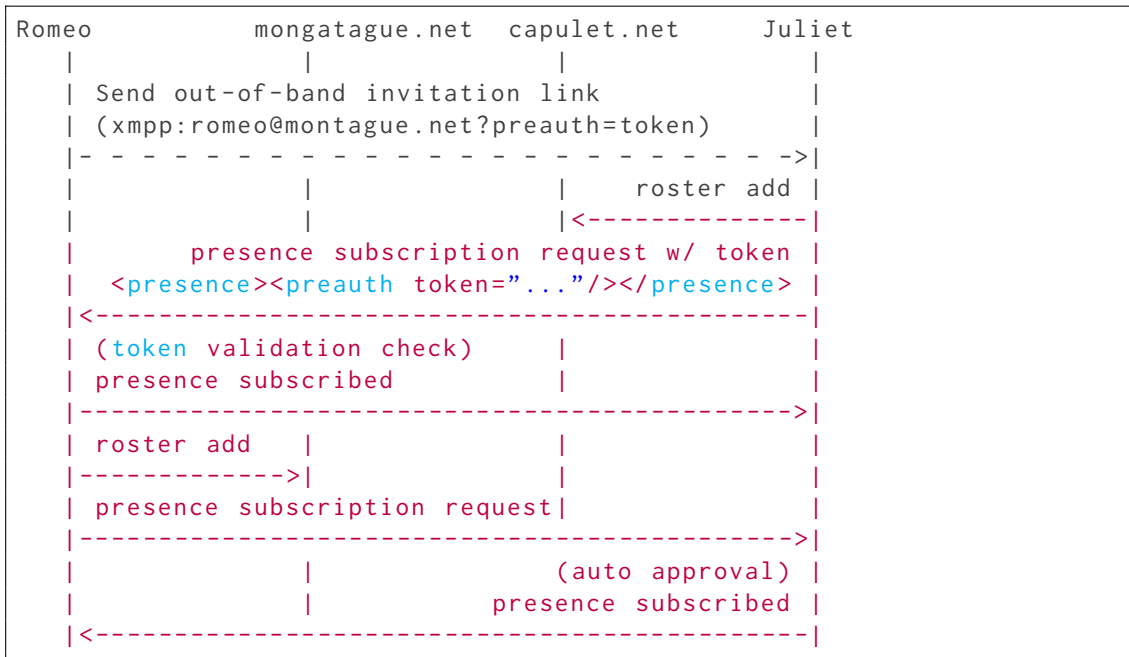 Romeo          mongatague.net  capulet.net     Juliet
   |              |               |               |
   | Send out-of-band invitation link             |
   | (xmpp:romeo@montague.net?preauth=token)      |
   |- - - - - - - - - - - - - - - - - - - - - - ->|
   |              |               |    roster add |
   |              |               |<--------------|
   |       presence subscription request w/ token |
   |  <presence><preauth token="..."/></presence> |
   |<---------------------------------------------|
   | (token validation check)     |               |
   | presence subscribed          |               |
   |--------------------------------------------->|
   | roster add   |               |               |
   |------------->|               |               |
   | presence subscription request|               |
   |--------------------------------------------->|
   |              |               (auto approval) |
   |              |           presence subscribed |
   |<---------------------------------------------|